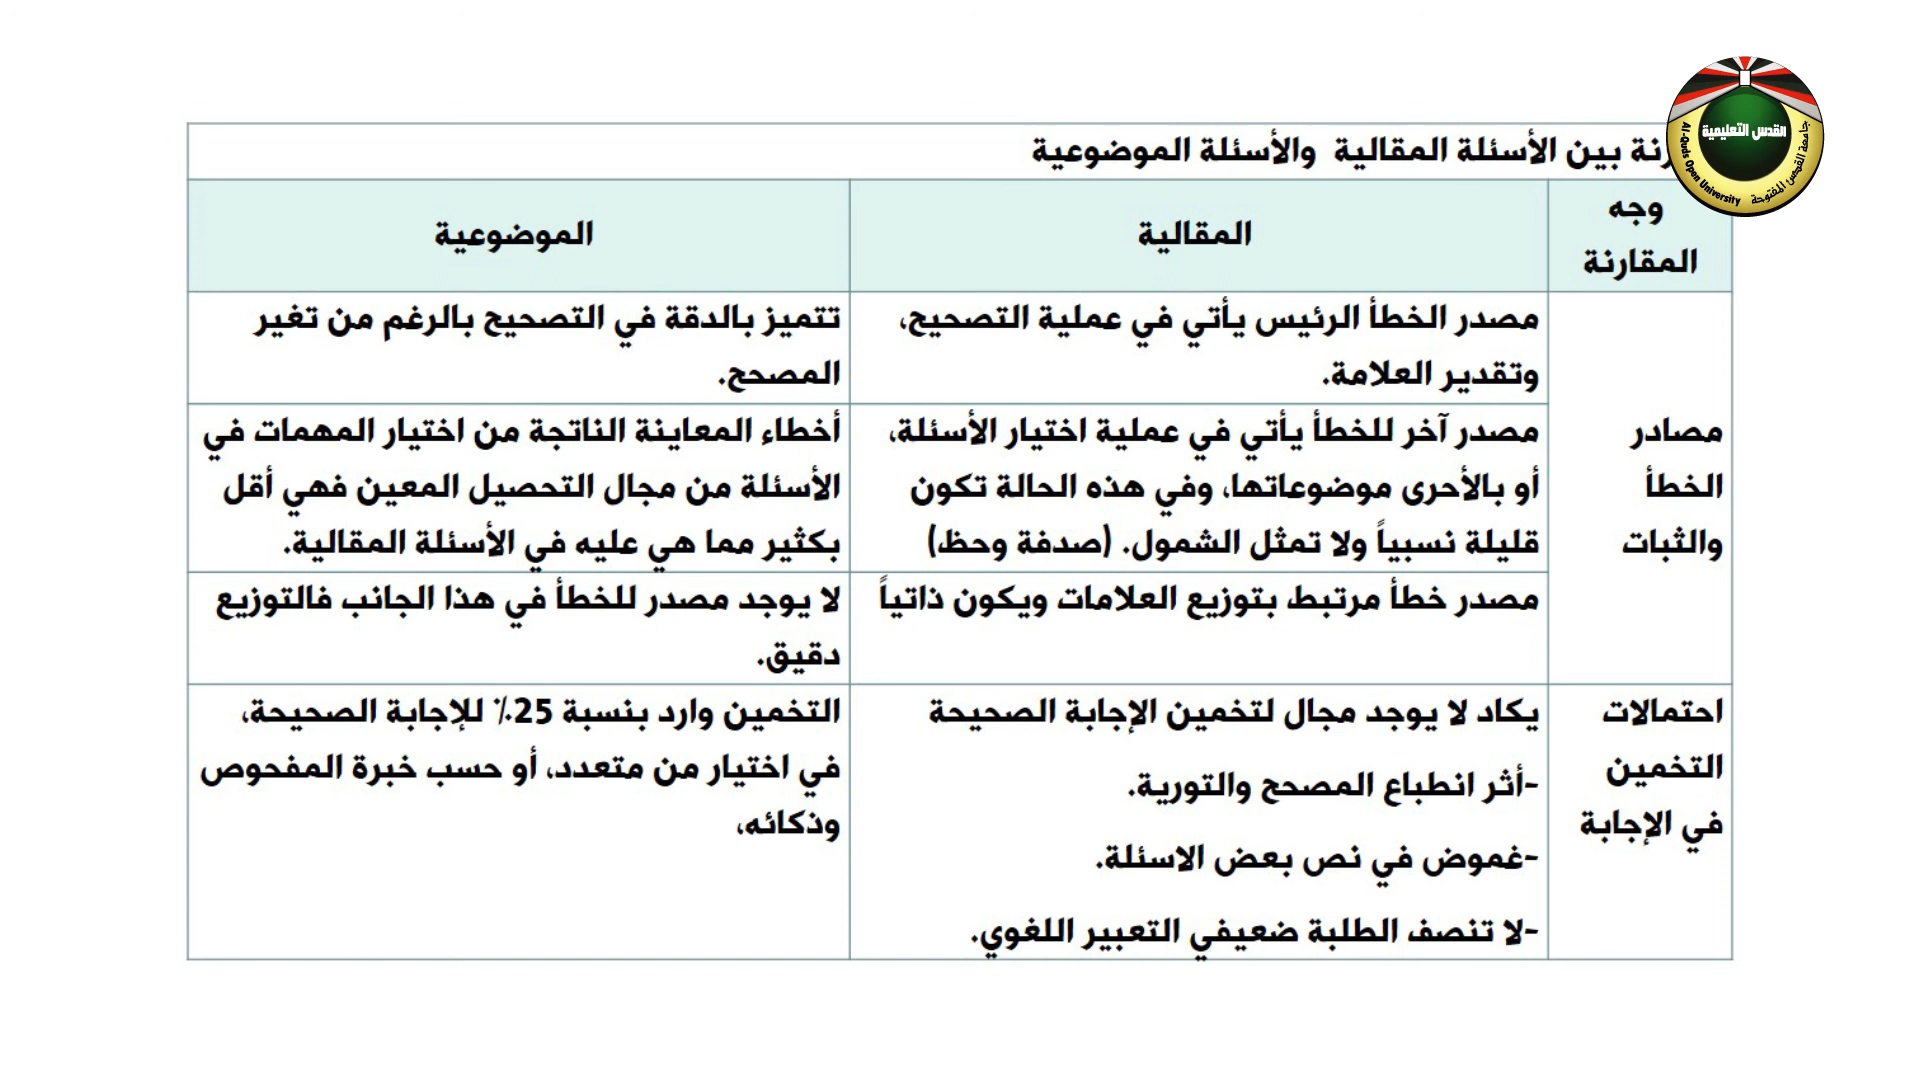 بين الأسئلة المقالية والأسئلة الموضوعية
القدس التعليمية
جامعة القدس المفتوحة
Al-Quds Open University
وجه
المقارنة
المقالية
الموضوعية
مصادر
الخطأ
والثبات
مصدر الخطأ الرئيس يأتي في عملية التصحيح،
وتقدير العلامة.
تتميز بالدقة في التصحيح بالرغم من تغير
المصحح.
مصدر آخر للخطأ يأتي في عملية اختيار الأسئلة،
أو بالأحرى موضوعاتها، وفي هذه الحالة تكون
قليلة نسبياً ولا تمثل الشمول. (صدفة وحظ)
أخطاء المعاينة الناتجة من اختيار المهمات في
الأسئلة من مجال التحصيل المعين فهي أقل
بكثير مما هي عليه في الأسئلة المقالية.
مصدر خطأ مرتبط بتوزيع العلامات ويكون ذاتياً
لا يوجد مصدر للخطأ في هذا الجانب فالتوزيع
دقيق.
احتمالات
التخمين
في الإجابة
يكاد لا يوجد مجال لتخمين الإجابة الصحيحة
-أثر انطباع المصحح والتورية.
-غموض في نص بعض الاسئلة.
-لا تنصف الطلبة ضعيفي التعبير اللغوي.
التخمين وارد بنسبة 25٪ للإجابة الصحيحة،
في اختيار من متعدد، أو حسب خبرة المفحوص
وذكائه،